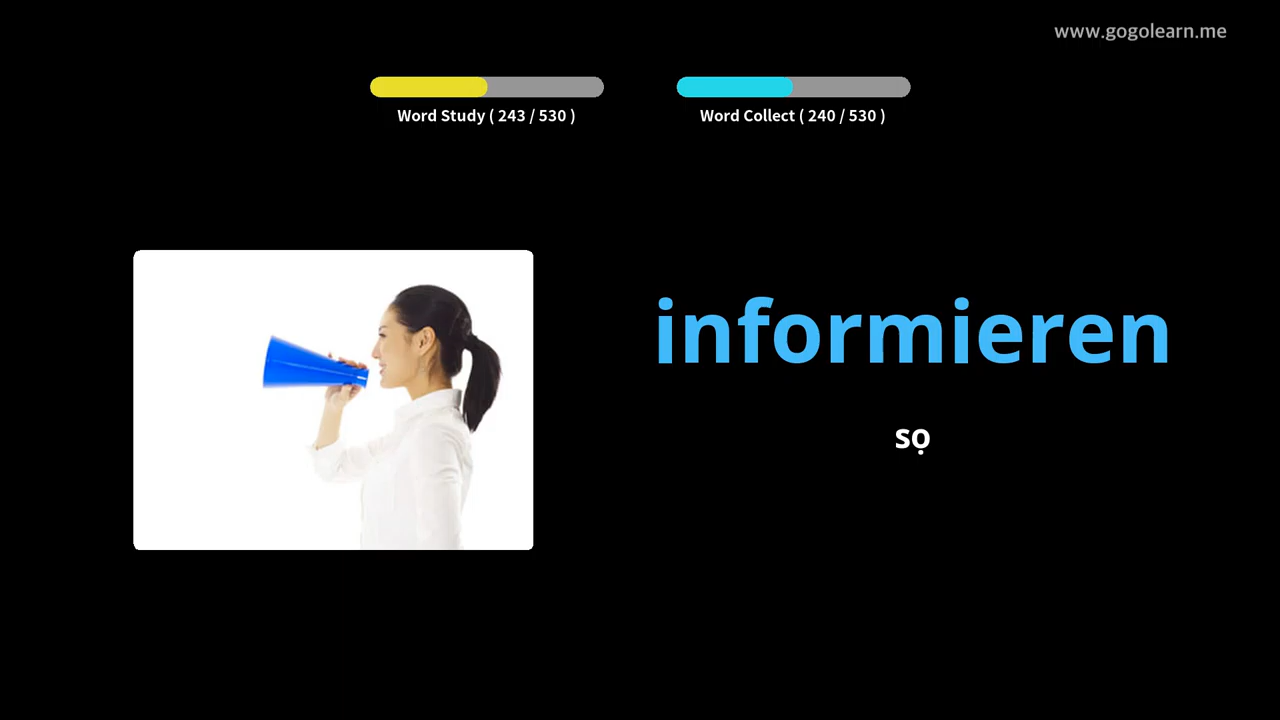 www.gogolearn.me
Word Study ( 243 / 530 )
Word Collect ( 240 / 530 )
informieren
sọ